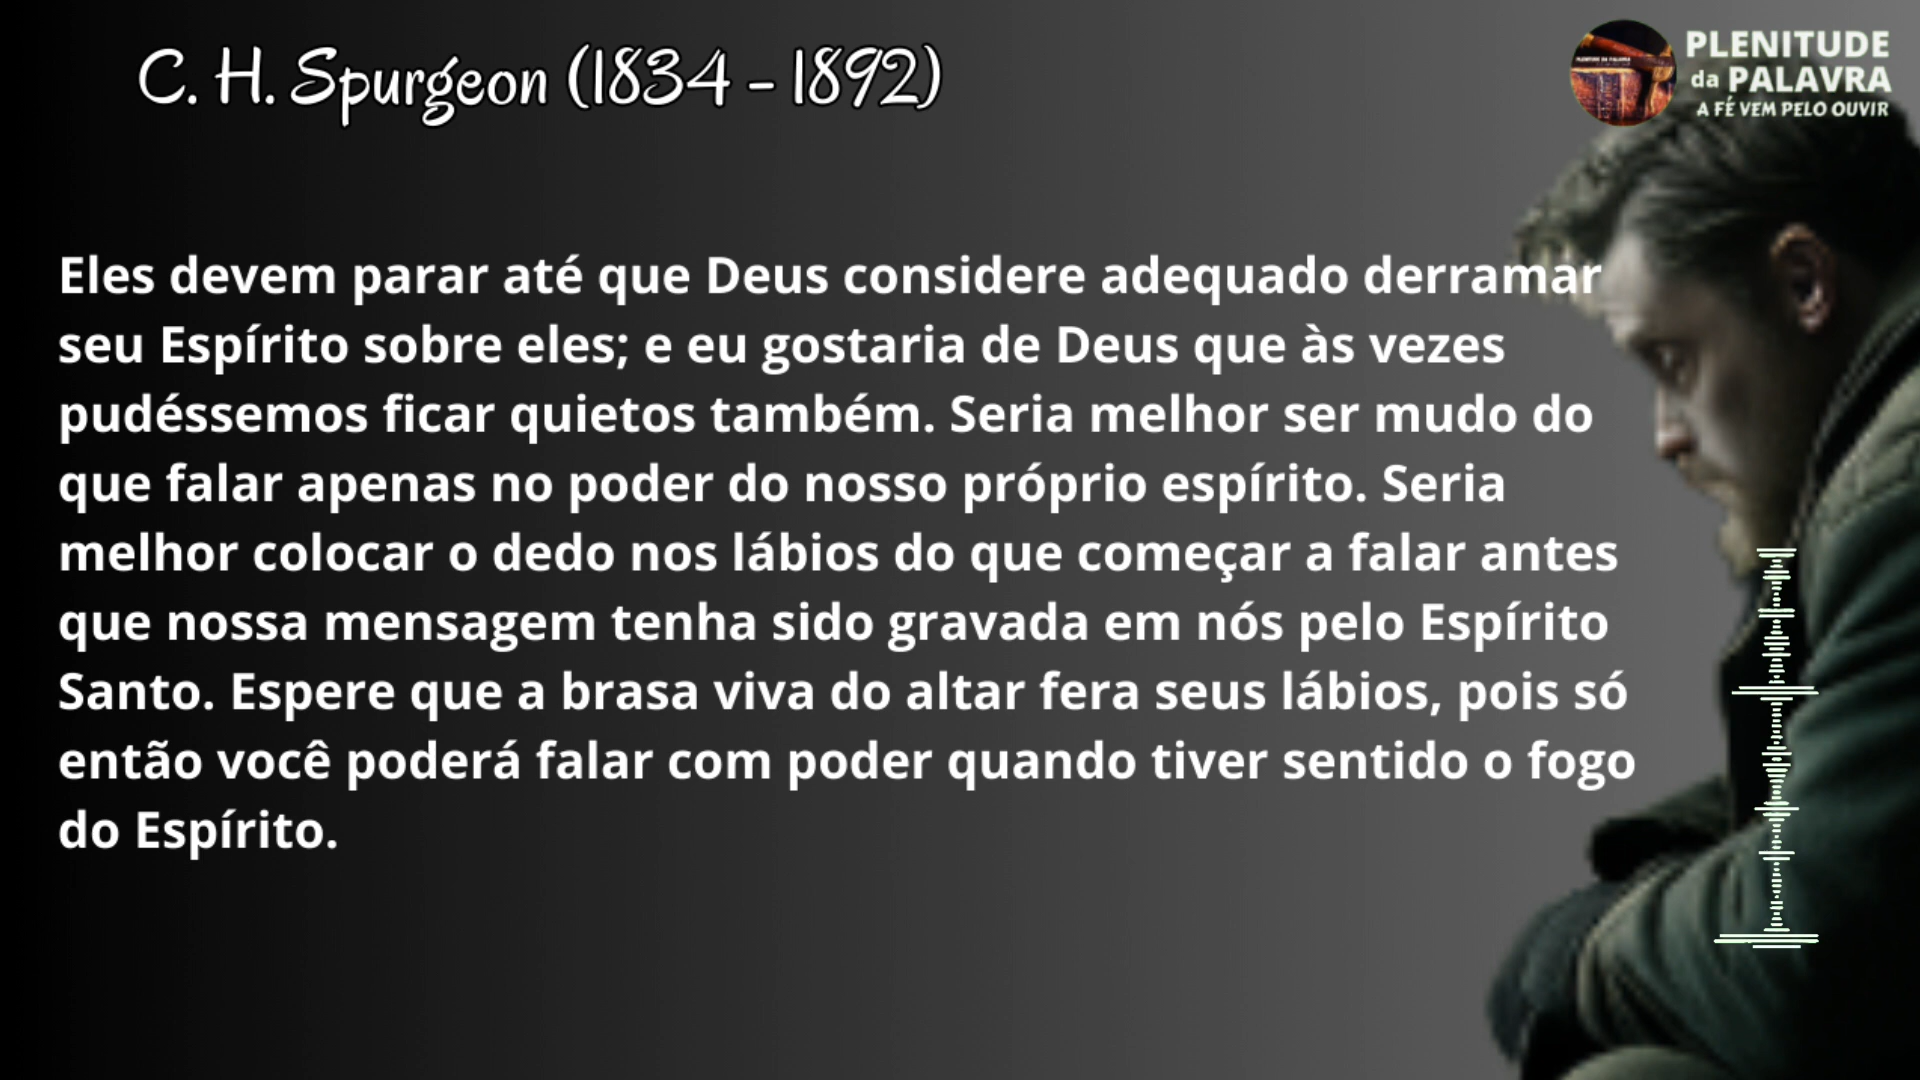 C. H. Spurgeon (1834 - 1892)
PLENITUDE
da PALAVRA
A FÉ VEM PELO OUVIR
Eles devem parar até que Deus considere adequado derramar
seu Espírito sobre eles; e eu gostaria de Deus que às vezes
pudéssemos ficar quietos também. Seria melhor ser mudo do
que falar apenas no poder do nosso próprio espírito. Seria
melhor colocar o dedo nos lábios do que começar a falar antes
que nossa mensagem tenha sido gravada em nós pelo Espírito
Santo. Espere que a brasa viva do altar fera seus lábios, pois só
então você poderá falar com poder quando tiver sentido o fogo
do Espírito.